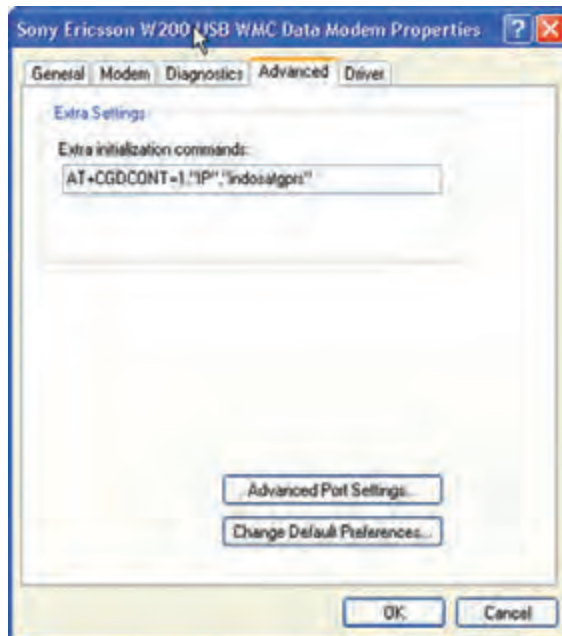 Sony Ericsson W200 USB WMC Data Modem Properties
General Modem Diagnostics Advanced Driver
Extra Settings
Extra initialization commands:
AT+CGDCONT=1,"IP","indosatgprs"
Advanced Port Settings...
Change Default Preferences...
OK Cancel